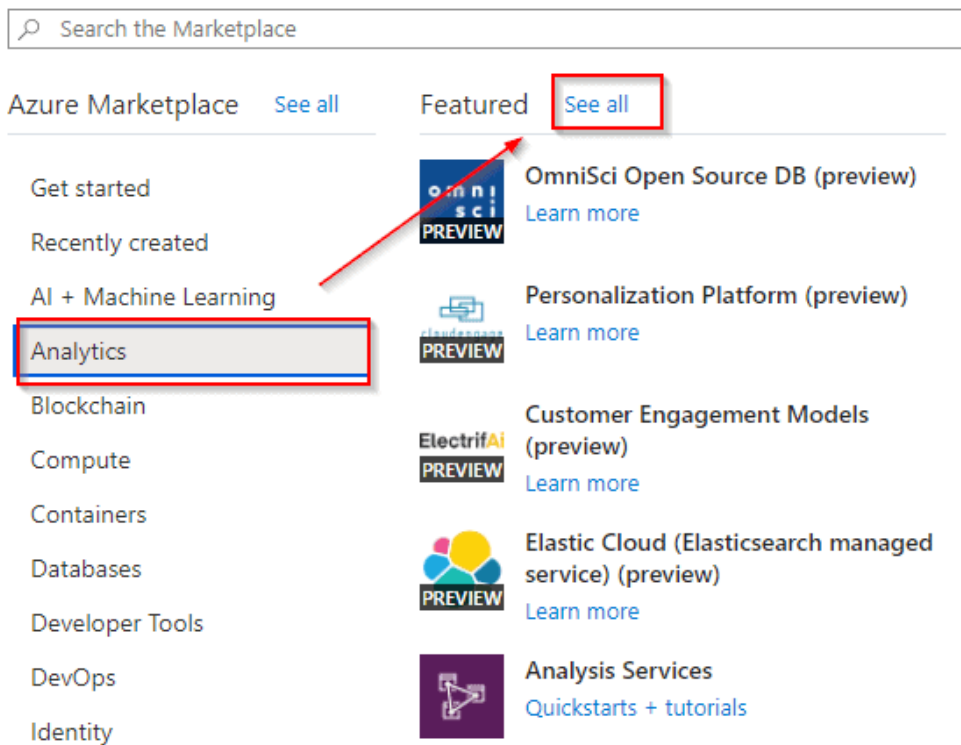 Search the Marketplace
Azure Marketplace See all
Get started
Recently created
AI + Machine Learning
Analytics
Blockchain
Compute
Containers
Databases
Developer Tools
DevOps
Identity
Featured See all
omni
sci
PREVIEW
OmniSci Open Source DB (preview)
Learn more
cloudengage
PREVIEW
Personalization Platform (preview)
Learn more
ElectrifAi
PREVIEW
Customer Engagement Models
(preview)
Learn more
PREVIEW
Elastic Cloud (Elasticsearch managed
service) (preview)
Learn more
Analysis Services
Quickstarts + tutorials